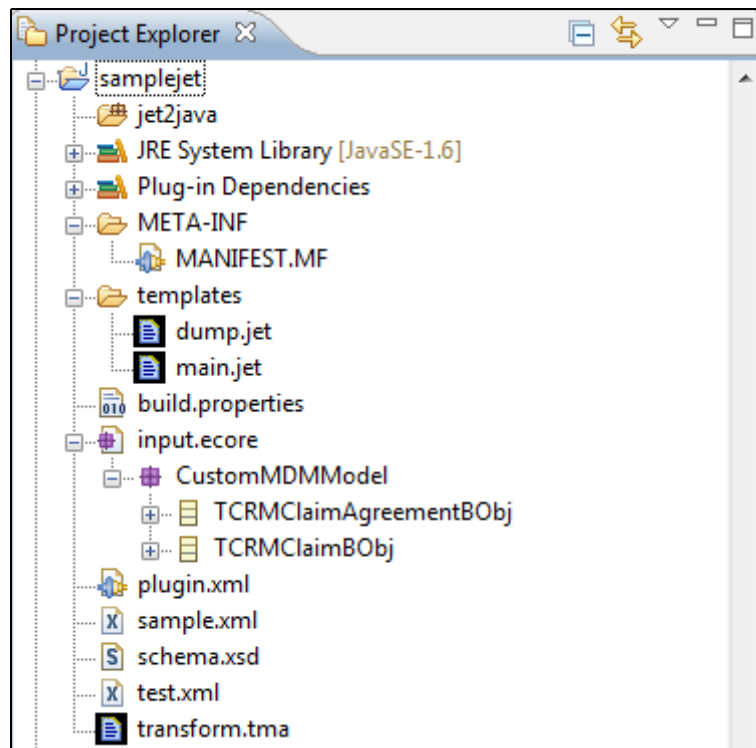 Project Explorer
samplejet
jet2java
JRE System Library [JavaSE-1.6]
Plug-in Dependencies
META-INF
MANIFEST.MF
templates
dump.jet
main.jet
build.properties
input.ecore
CustomMDMModel
TCRMClaimAgreementBObj
TCRMClaimBObj
plugin.xml
sample.xml
schema.xsd
test.xml
transform.tma